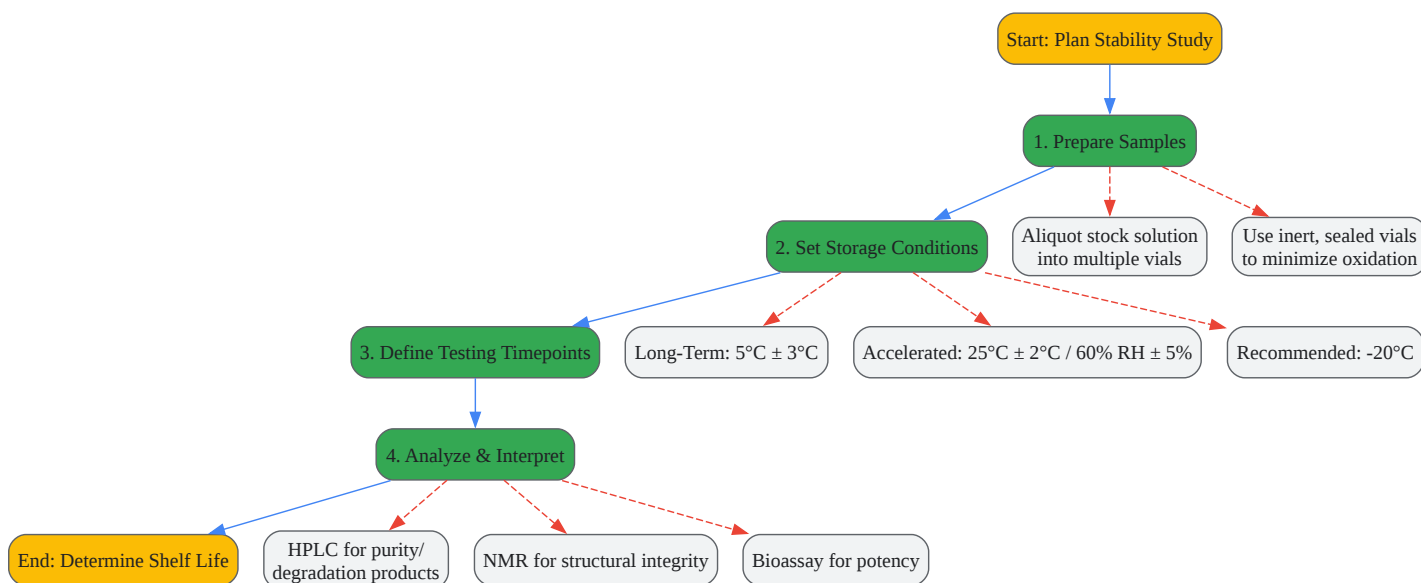 Start: Plan Stability Study
1. Prepare Samples
2. Set Storage Conditions
Aliquot stock solution
into multiple vials
Use inert, sealed vials
to minimize oxidation
3. Define Testing Timepoints
Long-Term: 5°C ± 3°C
Accelerated: 25°C ± 2°C / 60% RH ± 5%
Recommended: -20°C
4. Analyze & Interpret
End: Determine Shelf Life
HPLC for purity/
degradation products
NMR for structural integrity
Bioassay for potency